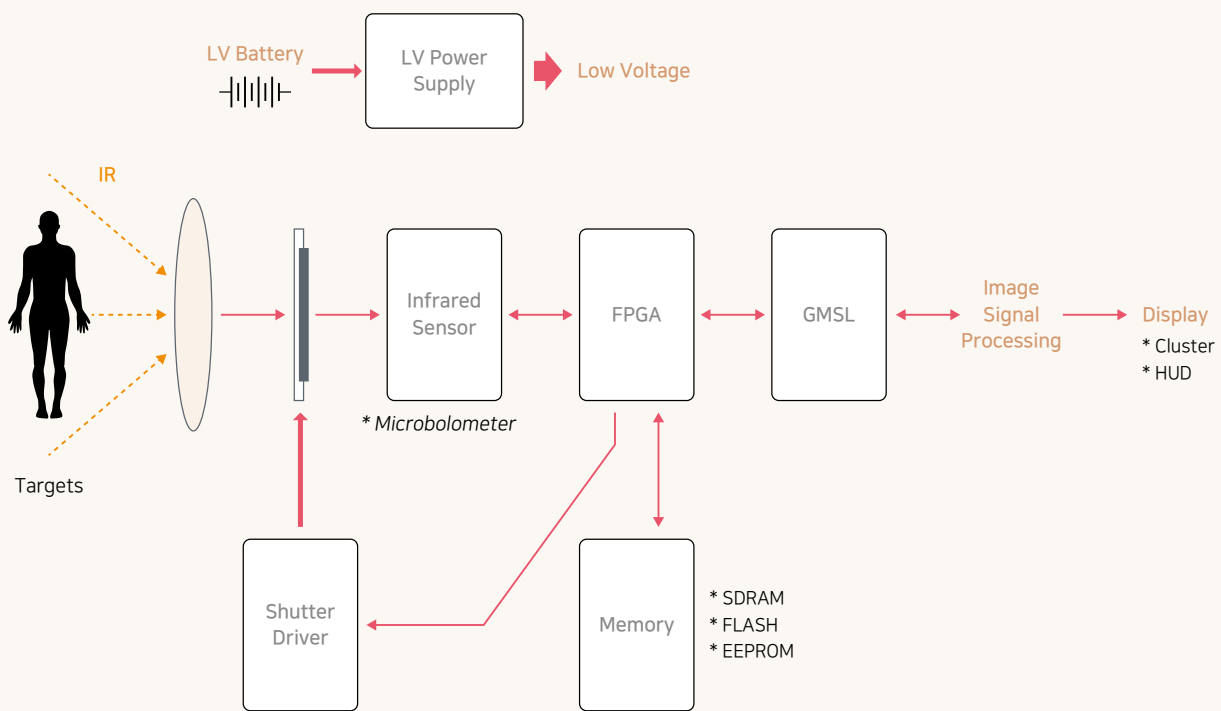 LV Battery
LV Power
Supply
Low Voltage
IR
Targets
Infrared
Sensor
* Microbolometer
FPGA
GMSL
Image
Signal
Processing
Display
* Cluster
* HUD
Shutter
Driver
Memory
* SDRAM
* FLASH
* EEPROM